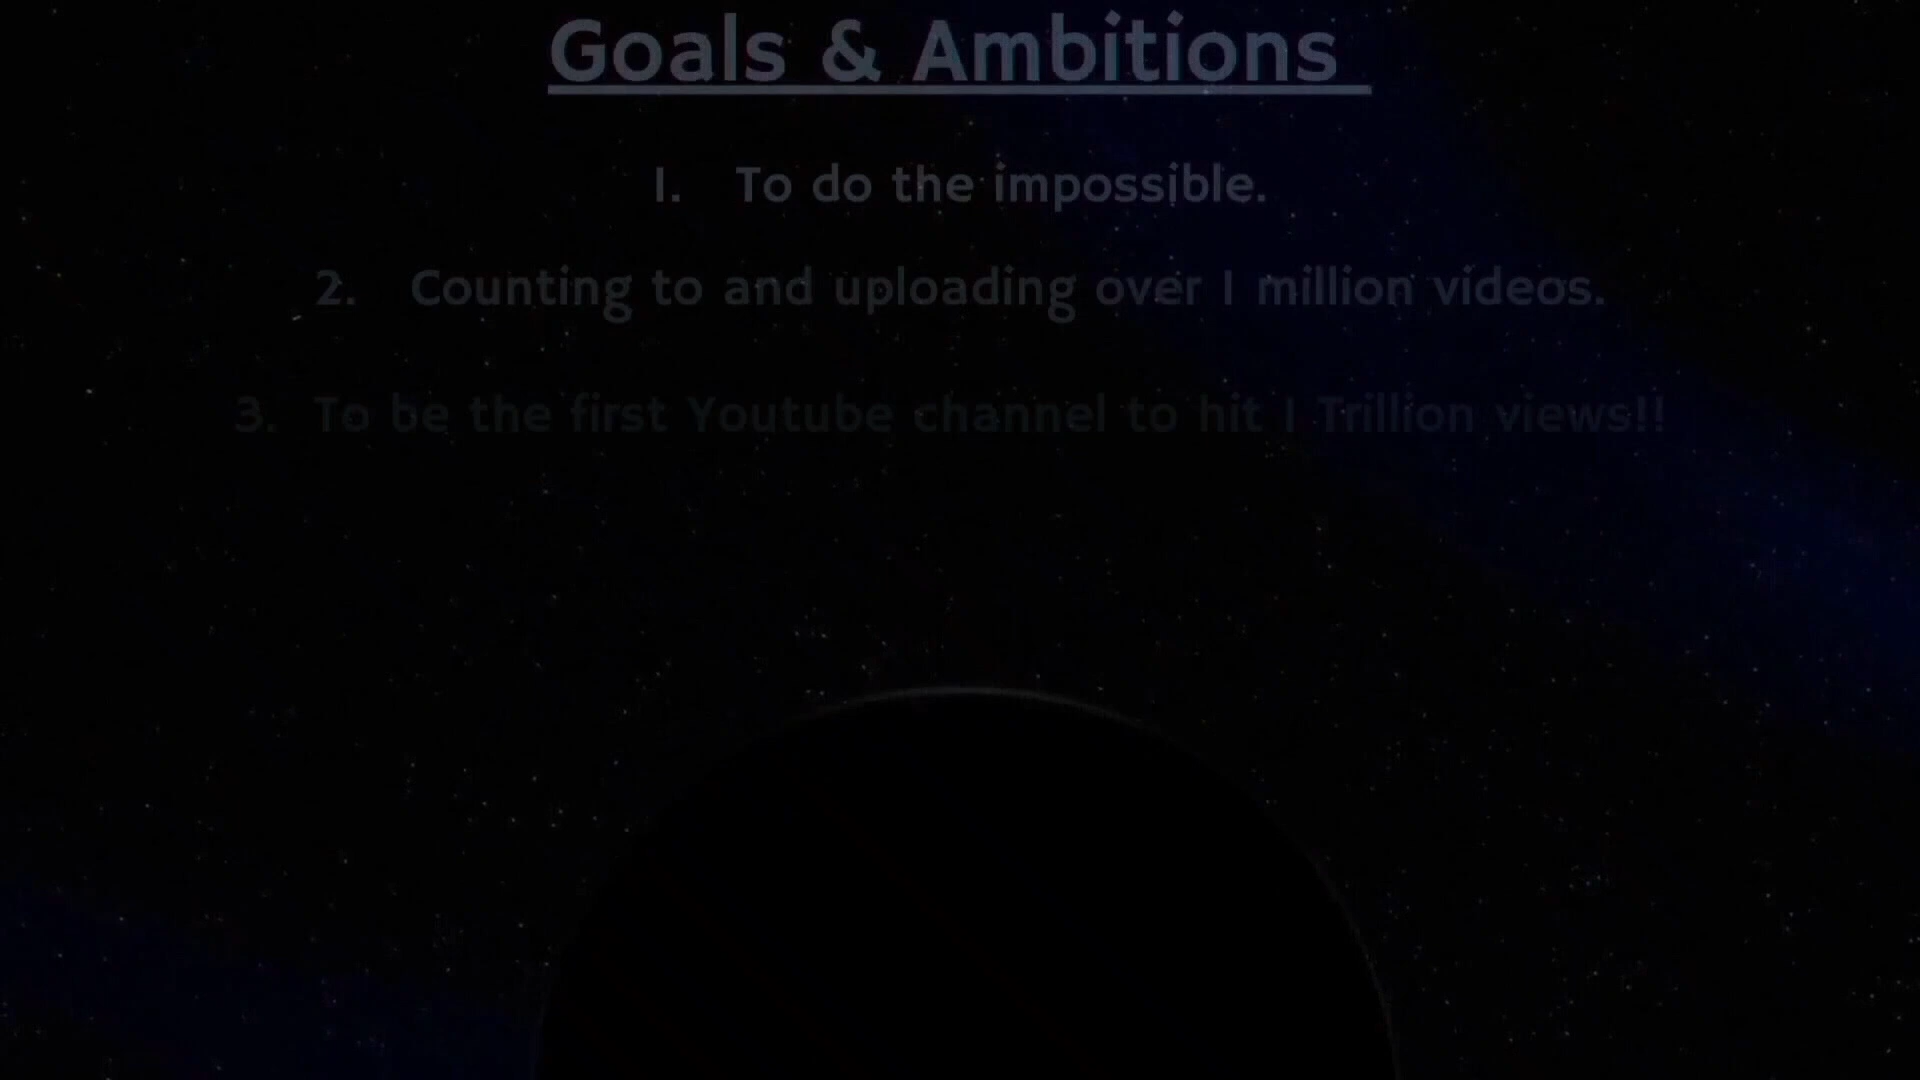 Goals & Ambitions
1. To do the impossible.
2. Counting to and uploading over 1 million videos.
3. To be the first Youtube channel to hit 1 Trillion views!!